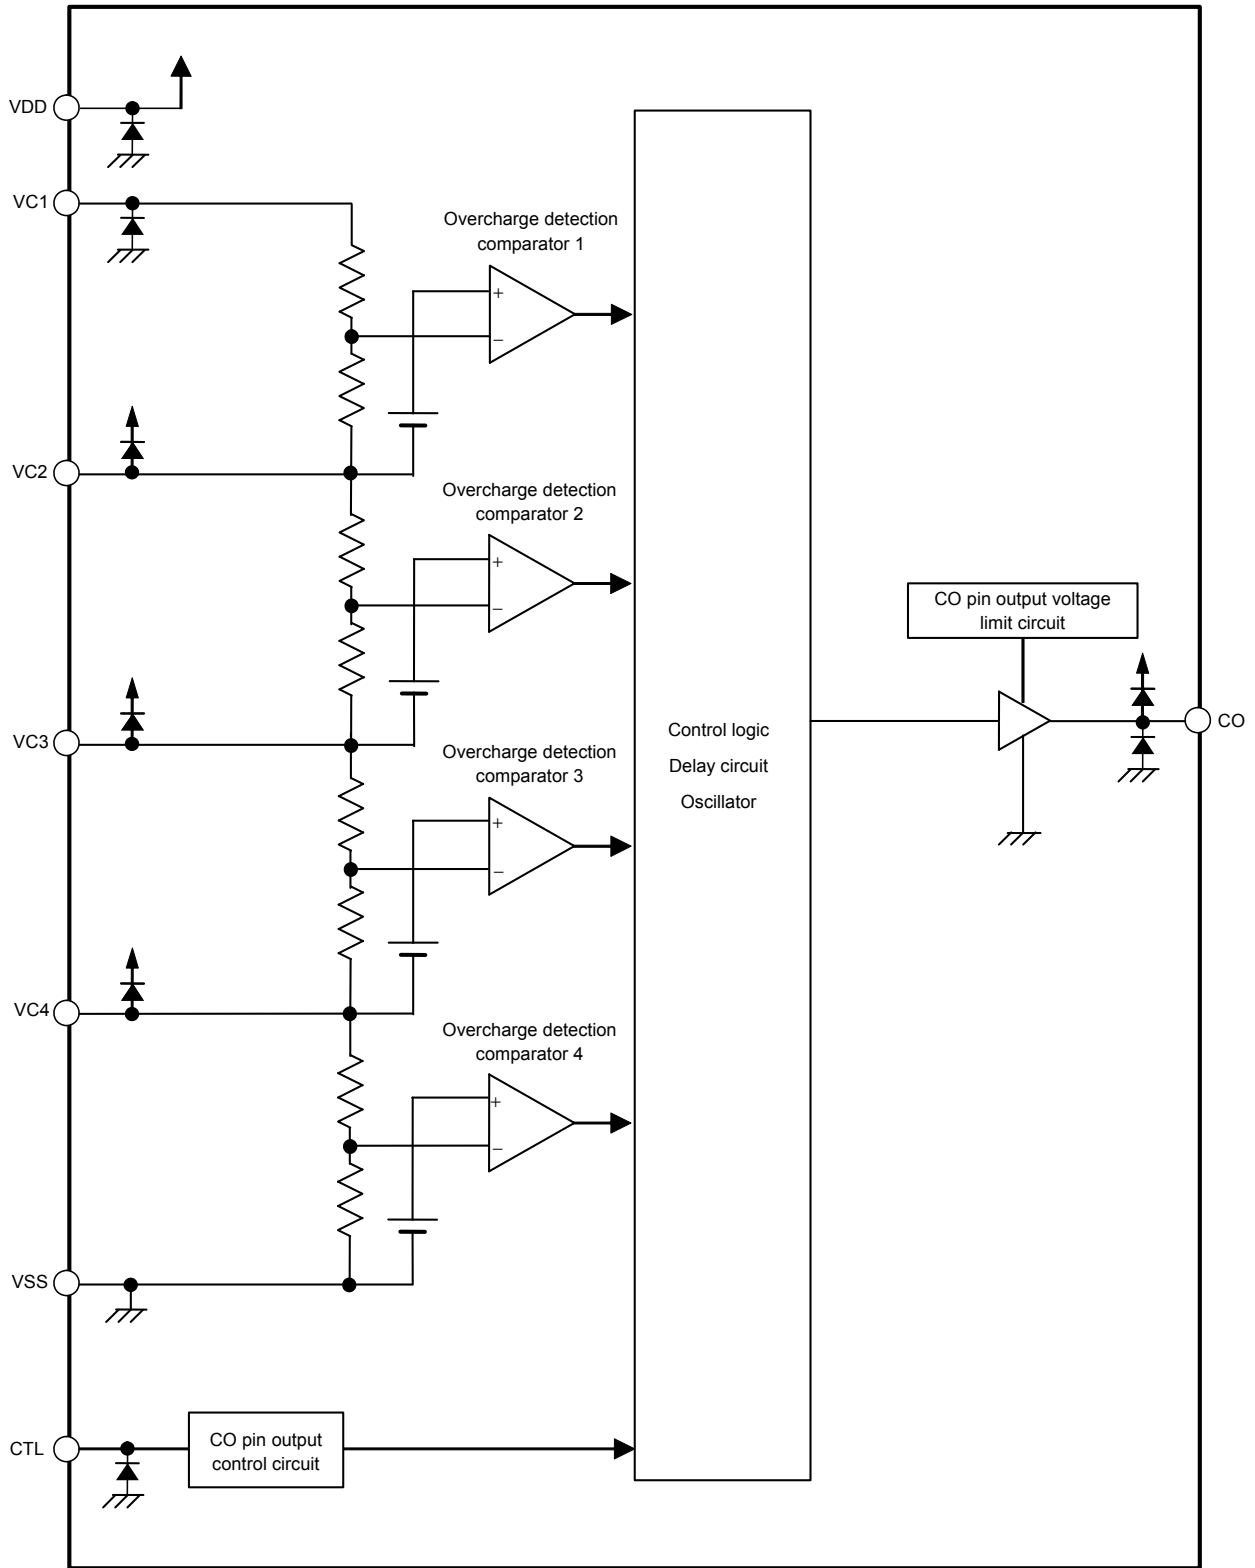 VDD
VC1
Overcharge detection
comparator 1
+
−
VC2
Overcharge detection
comparator 2
+
−
CO pin output voltage
limit circuit
VC3
CO
Control logic
Delay circuit
Oscillator
Overcharge detection
comparator 3
+
−
VC4
Overcharge detection
comparator 4
+
−
VSS
CTL
CO pin output
control circuit